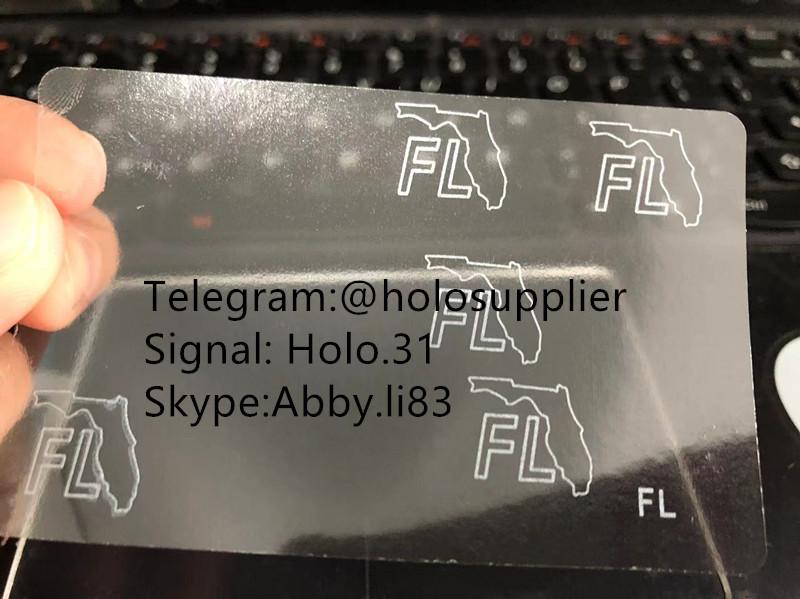 FL
FL
FL
Telegram:@holosupplier
Signal: Holo.31
Skype:Abby.li83
FL
FL
FL